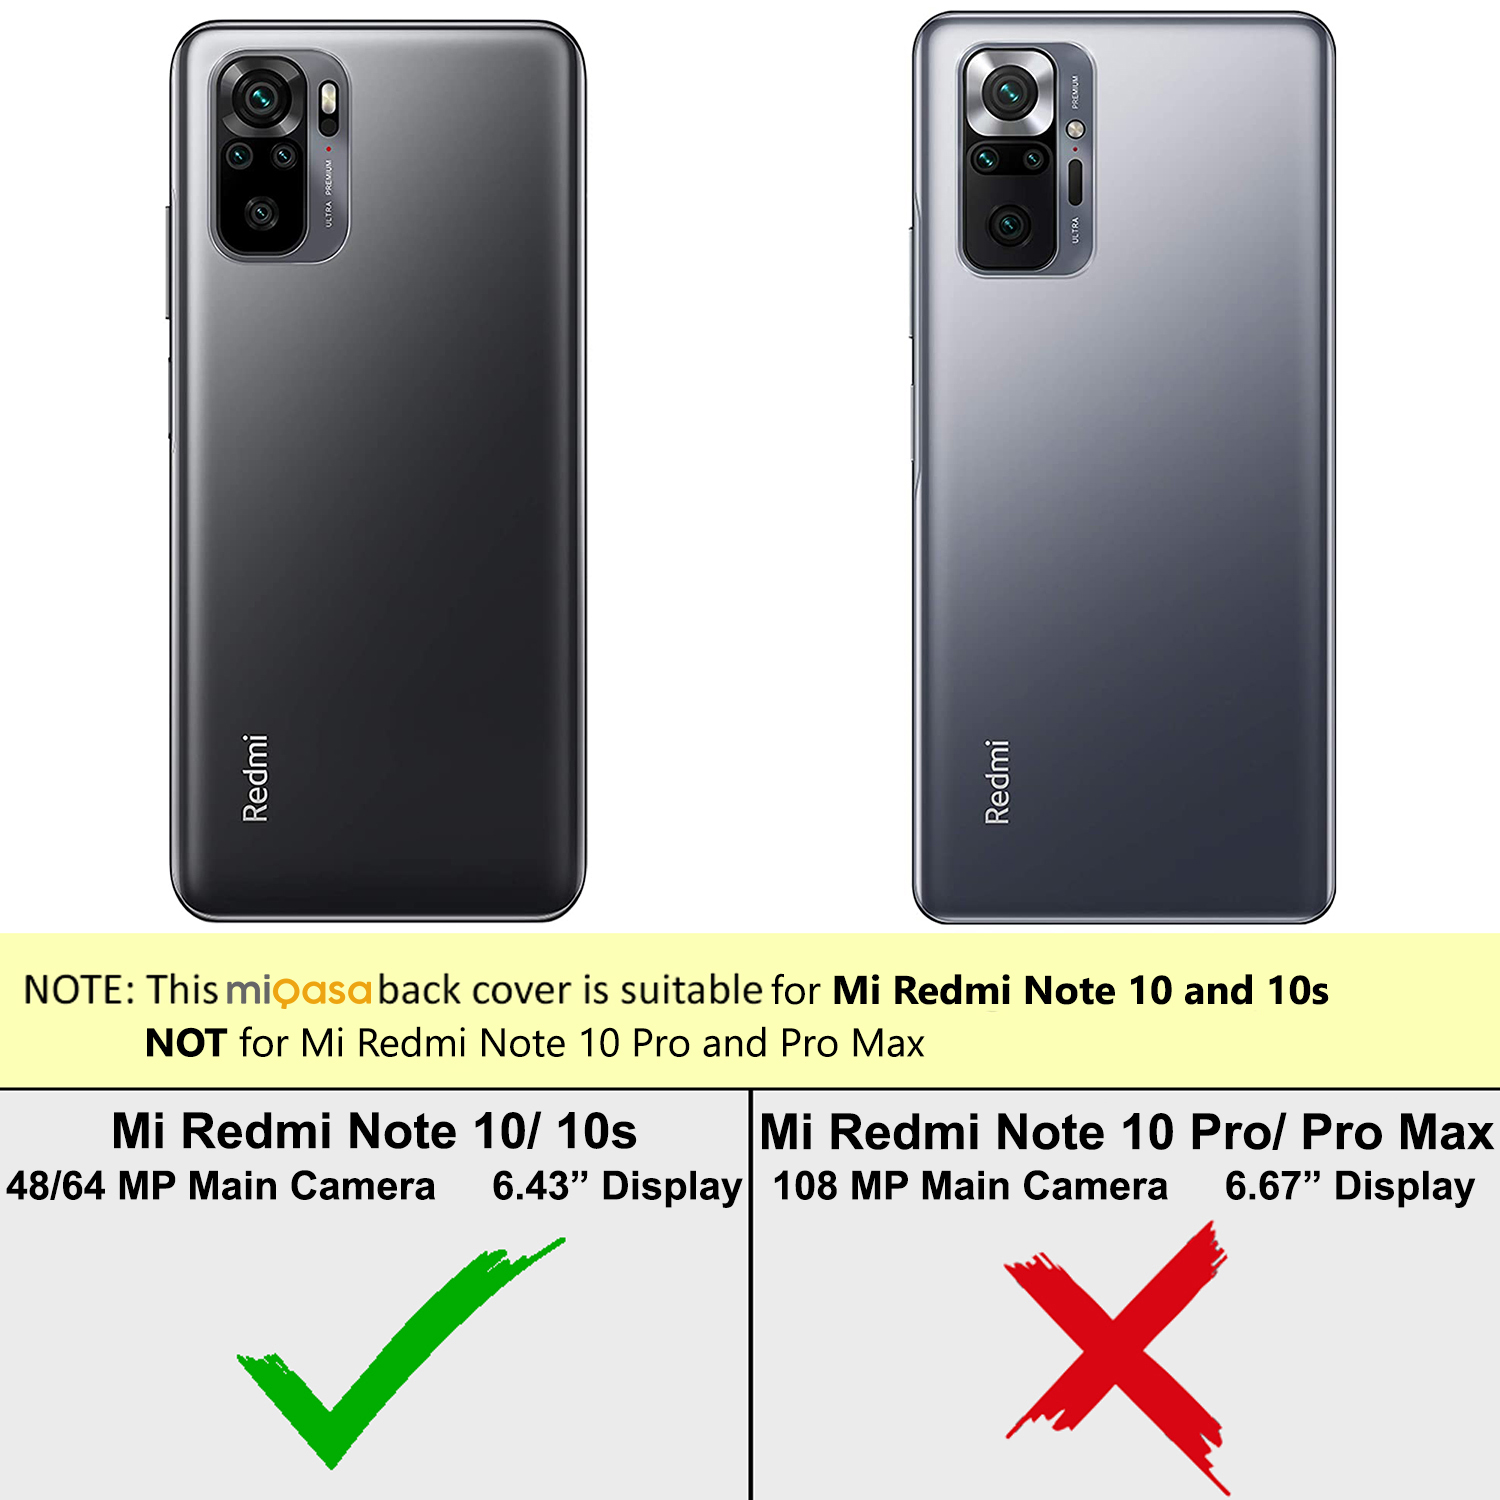 ULTRA PREMIUM
PREMIUM
ULTRA
Redmi
Redmi
NOTE: This miqasa back cover is suitable for Mi Redmi Note 10 and 10s
NOT for Mi Redmi Note 10 Pro and Pro Max
Mi Redmi Note 10/ 10s
48/64 MP Main Camera 6.43” Display
Mi Redmi Note 10 Pro/ Pro Max
108 MP Main Camera 6.67” Display